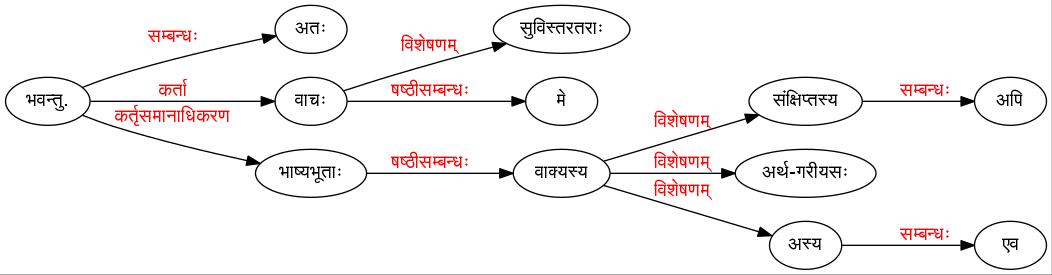 अतः
सम्बन्धः
सुविस्तरतराः
विशेषणम्
भवन्तु.
कर्ता
वाचः
षष्ठीसम्बन्धः
मे
संक्षिप्तस्य
सम्बन्धः
अपि
कर्तृसमानाधिकरण
विशेषणम्
भाष्यभूताः
षष्ठीसम्बन्धः
वाक्यस्य
विशेषणम्
अर्थ-गरीयसः
विशेषणम्
अस्य
सम्बन्धः
एव